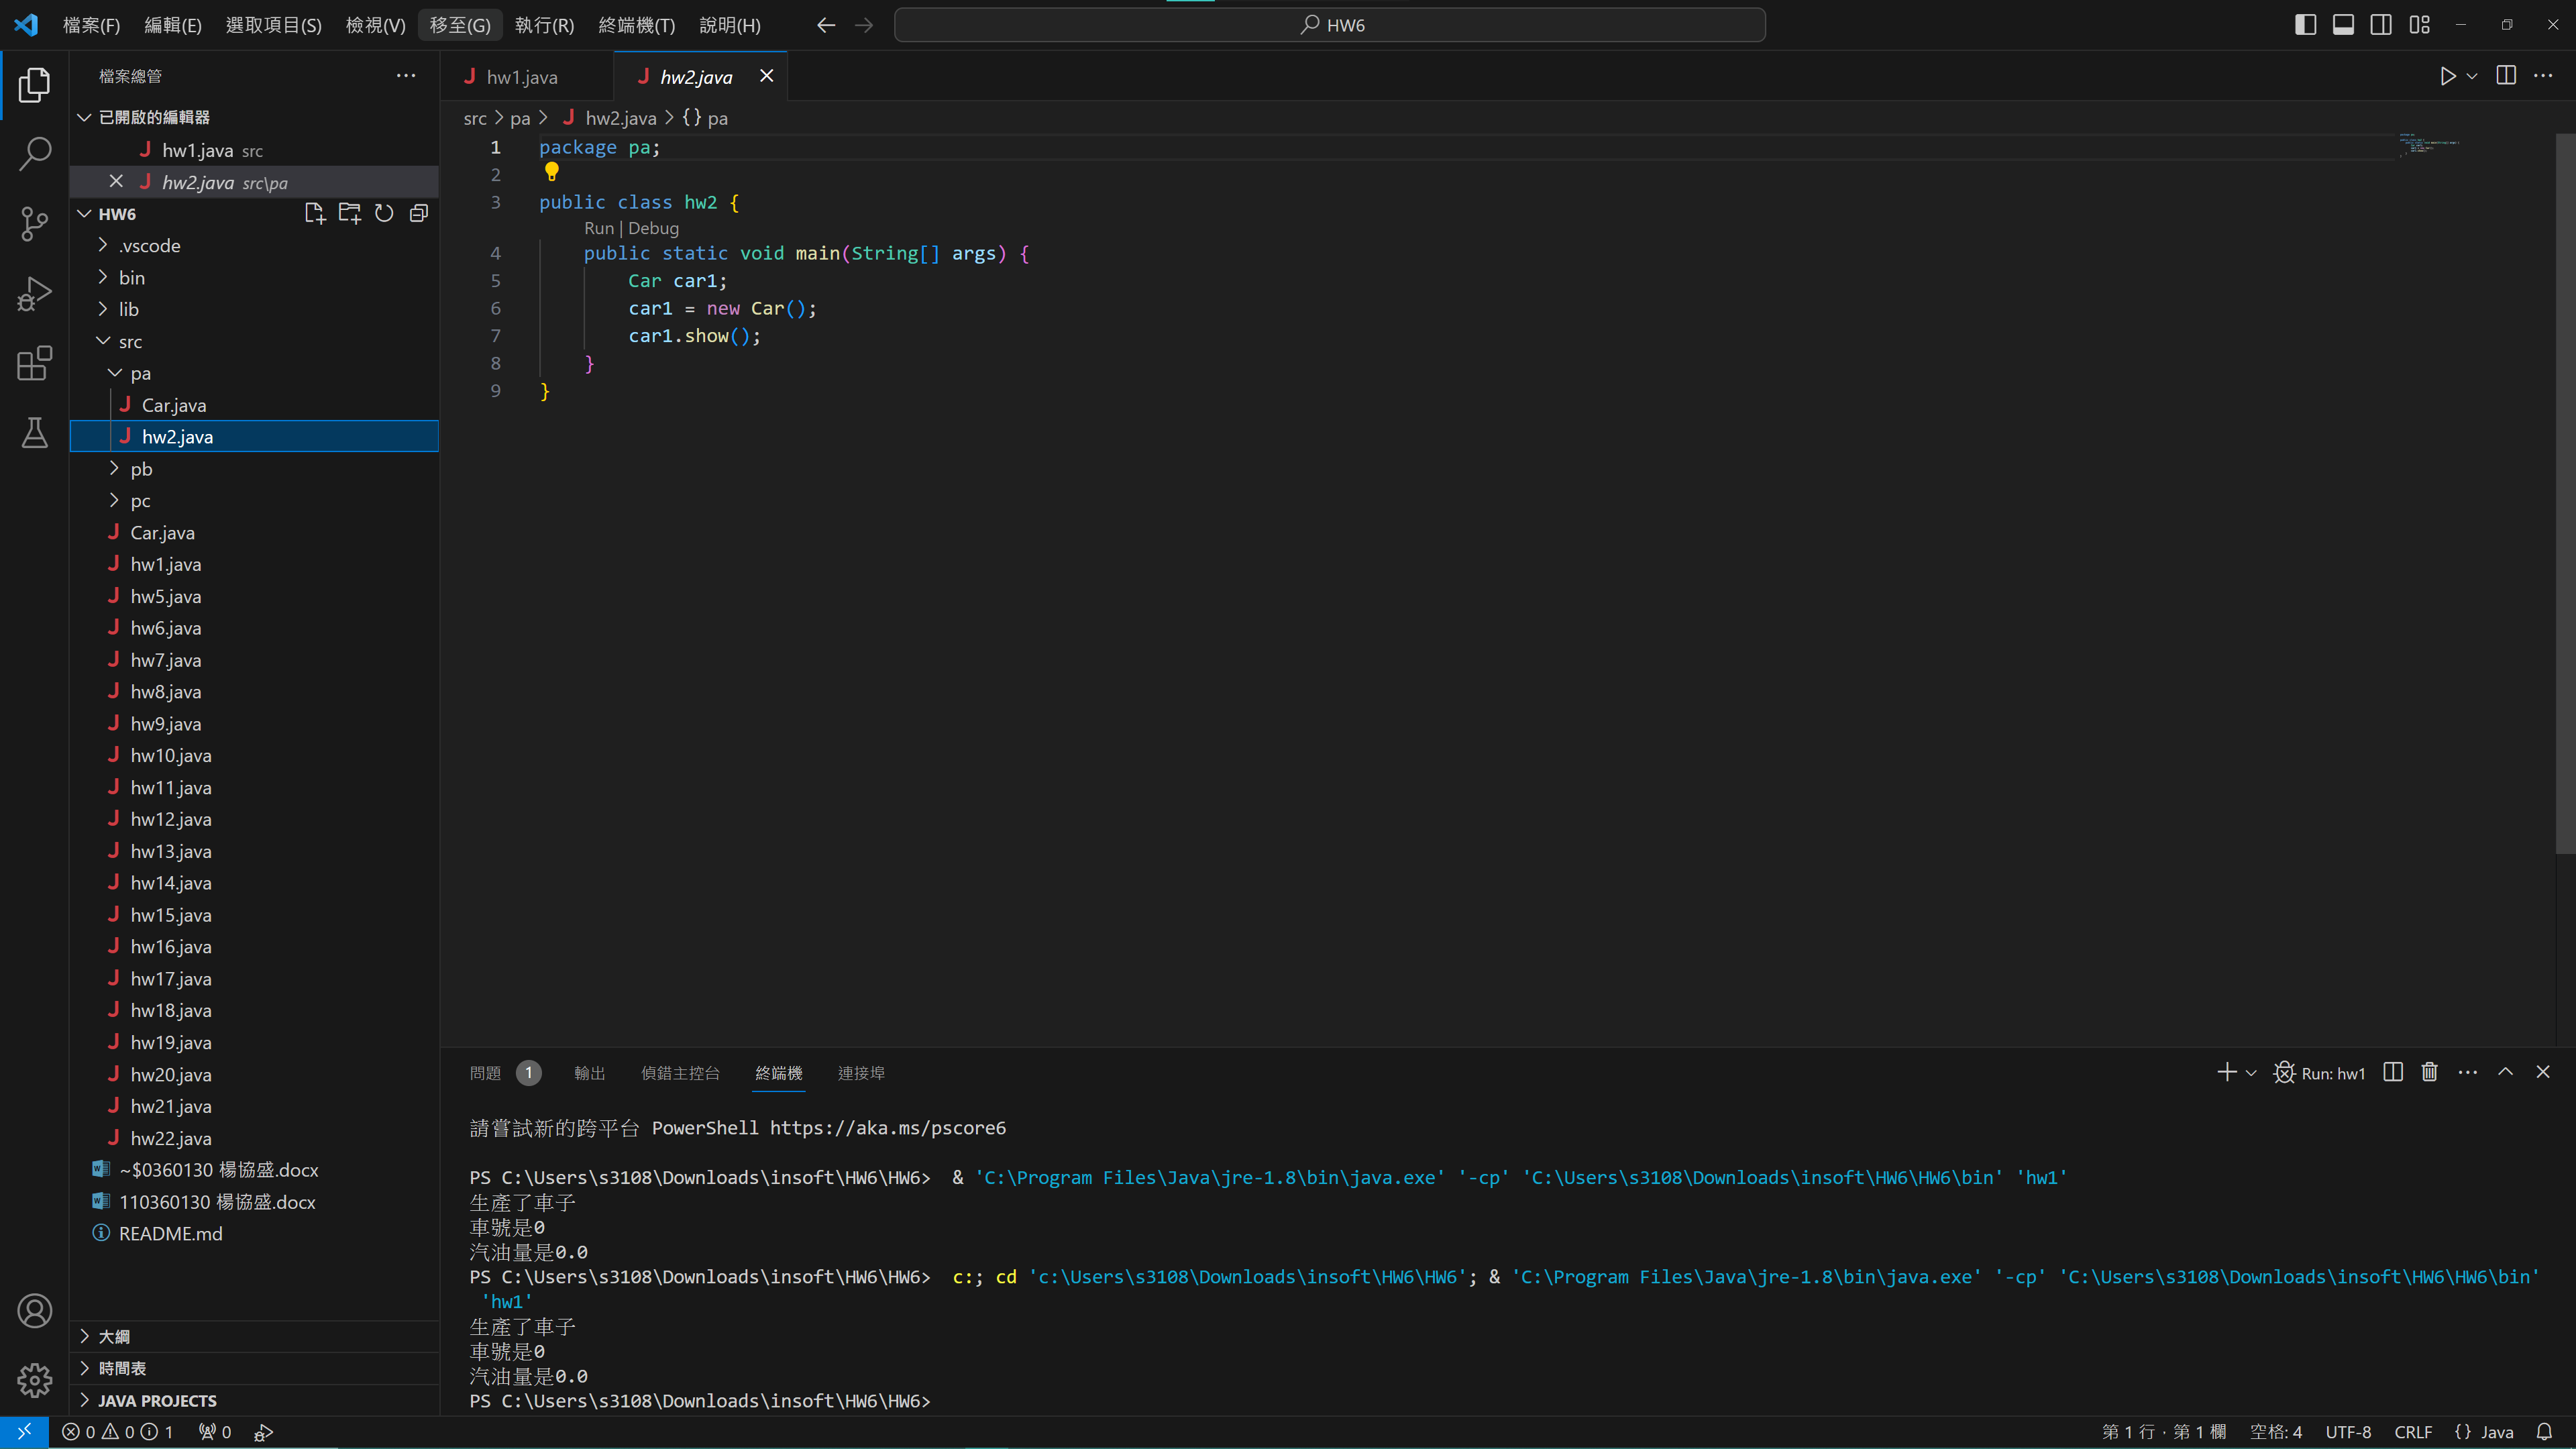 檔案(F) 編輯(E) 選取項目(S) 檢視(V) 移至(G) 執行(R) 終端機(T) 說明(H) HW6
檔案總管
已開啟的編輯器
hw1.java src
hw2.java src\pa
HW6
.vscode
bin
lib
src
pa
Car.java
hw2.java
pb
pc
Car.java
hw1.java
hw5.java
hw6.java
hw7.java
hw8.java
hw9.java
hw10.java
hw11.java
hw12.java
hw13.java
hw14.java
hw15.java
hw16.java
hw17.java
hw18.java
hw19.java
hw20.java
hw21.java
hw22.java
~$0360130 楊協盛.docx
110360130 楊協盛.docx
README.md
大綱
時間表
JAVA PROJECTS
hw1.java hw2.java
src > pa > hw2.java > {} pa
1 package pa;
2
3 public class hw2 {
Run | Debug
4 public static void main(String[] args) {
5 Car car1;
6 car1 = new Car();
7 car1.show();
8 }
9 }
問題 1 輸出 偵錯主控台 終端機 連接埠 Run: hw1
請嘗試新的跨平台 PowerShell https://aka.ms/pscore6
PS C:\Users\s3108\Downloads\insoft\HW6\HW6> & 'C:\Program Files\Java\jre-1.8\bin\java.exe' '-cp' 'C:\Users\s3108\Downloads\insoft\HW6\HW6\bin' 'hw1'
生產了車子
車號是0
汽油量是0.0
PS C:\Users\s3108\Downloads\insoft\HW6\HW6> c:; cd 'c:\Users\s3108\Downloads\insoft\HW6\HW6'; & 'C:\Program Files\Java\jre-1.8\bin\java.exe' '-cp' 'C:\Users\s3108\Downloads\insoft\HW6\HW6\bin'
'hw1'
生產了車子
車號是0
汽油量是0.0
PS C:\Users\s3108\Downloads\insoft\HW6\HW6>
0 0 1 0 第 1 行，第 1 欄 空格: 4 UTF-8 CRLF {} Java